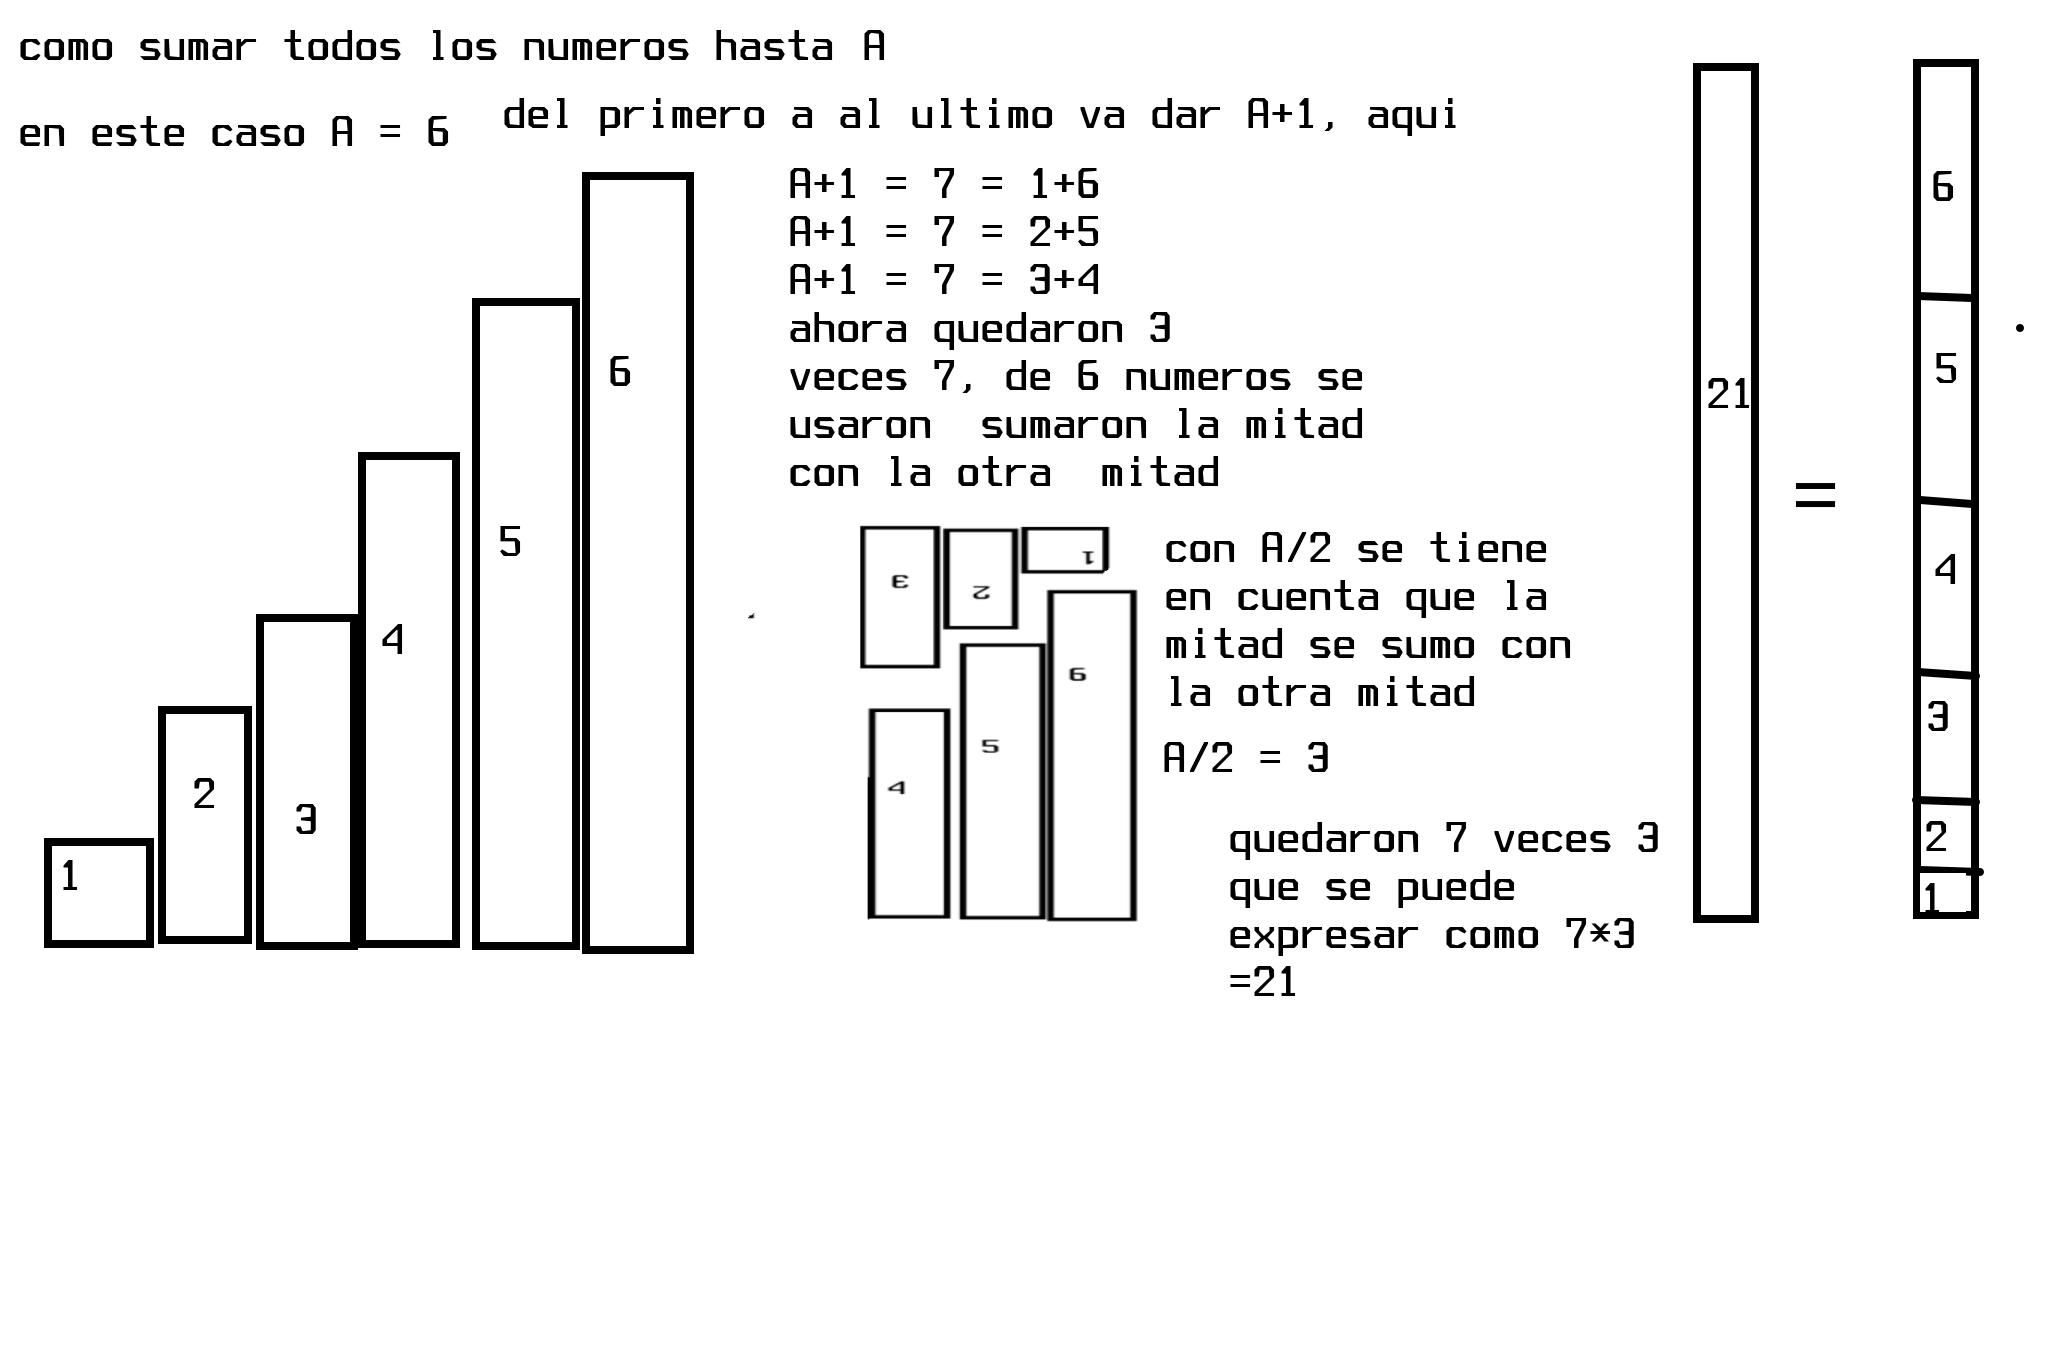 como sumar todos los numeros hasta A
en este caso A = 6
del primero a al ultimo va dar A+1, aqui
A+1 = 7 = 1+6
A+1 = 7 = 2+5
A+1 = 7 = 3+4
ahora quedaron 3
veces 7, de 6 numeros se
usaron  sumaron la mitad
con la otra  mitad
1
2
3
4
5
6
3
2
1
4
5
6
con A/2 se tiene
en cuenta que la
mitad se sumo con
la otra mitad
A/2 = 3
quedaron 7 veces 3
que se puede
expresar como 7*3
=21
21
=
6
5
4
3
2
1